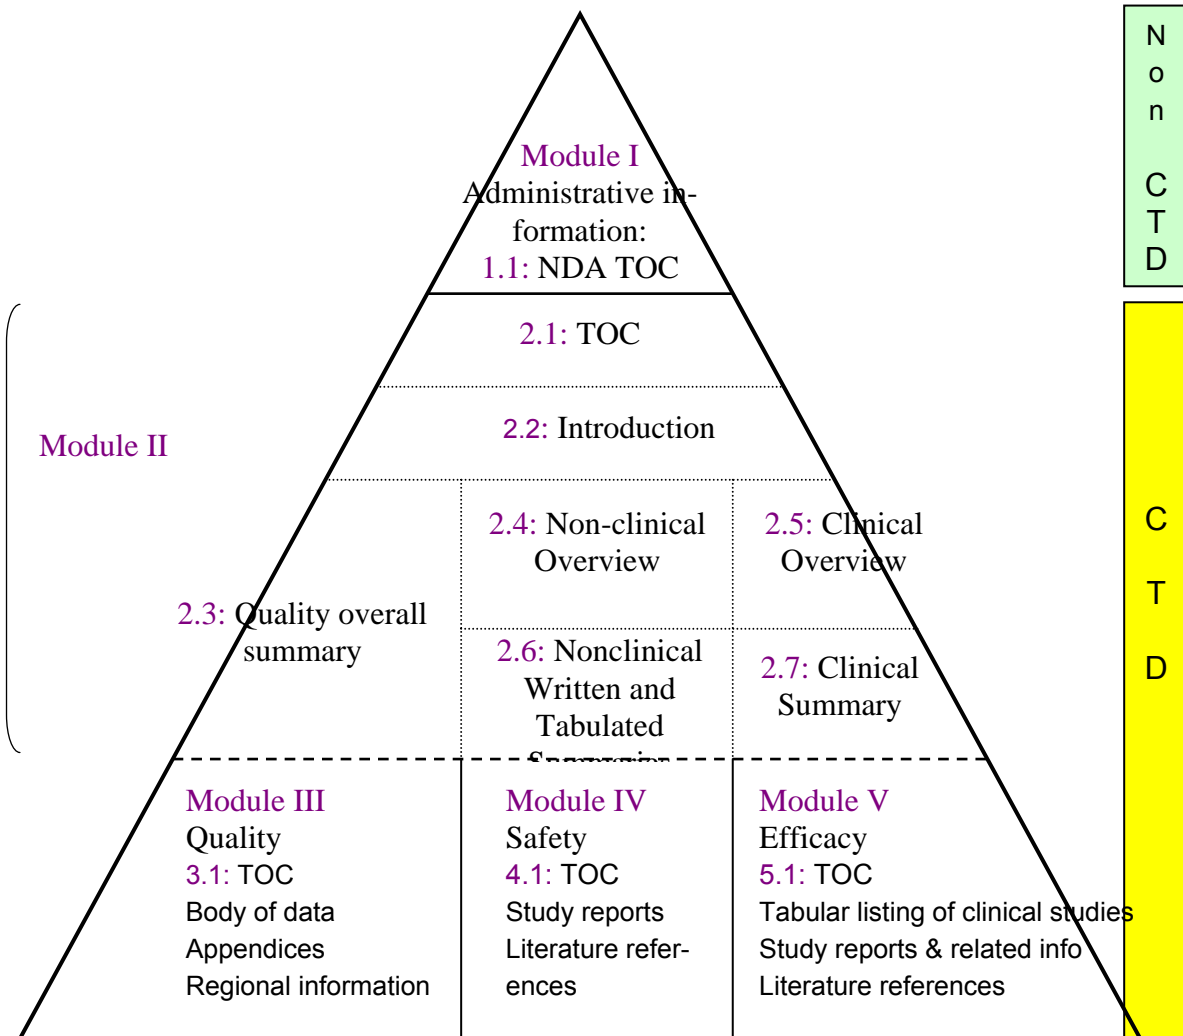 Non CTD
Module I
Administrative in-
formation:
1.1: NDA TOC
2.1: TOC
2.2: Introduction
Module II
2.3: Quality overall
summary
2.4: Non-clinical
Overview
2.5: Clinical
Overview
2.6: Nonclinical
Written and
Tabulated
2.7: Clinical
Summary
CTD
Module III
Quality
3.1: TOC
Body of data
Appendices
Regional information
Module IV
Safety
4.1: TOC
Study reports
Literature refer-
ences
Module V
Efficacy
5.1: TOC
Tabular listing of clinical studies
Study reports & related info
Literature references